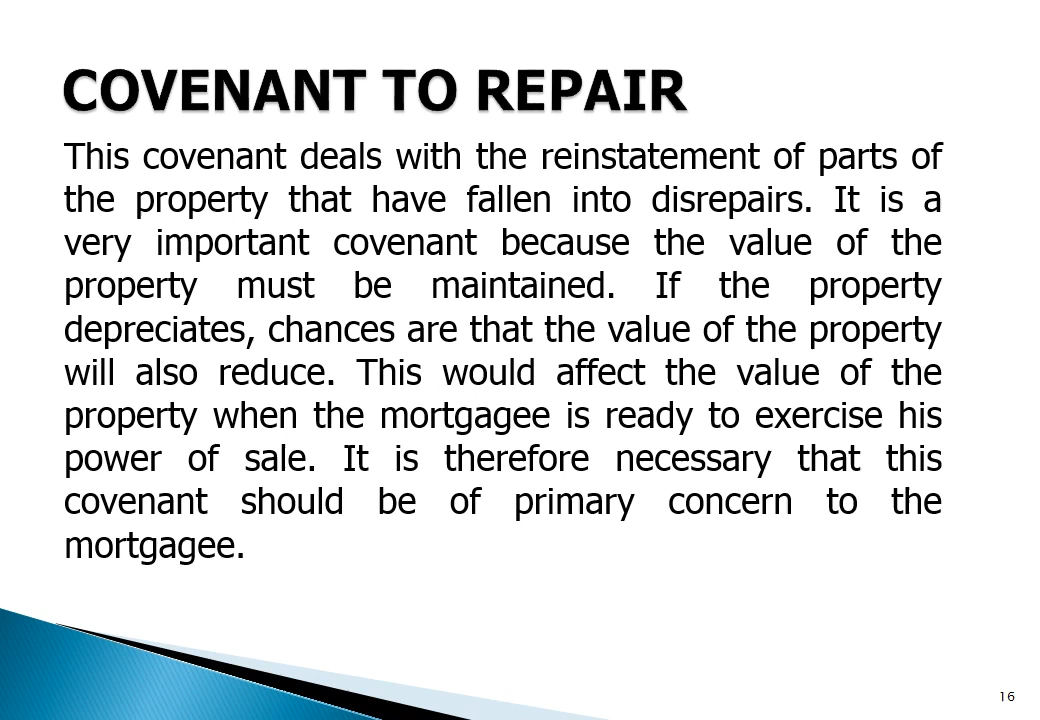 COVENANT TO REPAIR
This covenant deals with the reinstatement of parts of
the property that have fallen into disrepairs. It is a
very important covenant because the value of the
property must be maintained. If the property
depreciates, chances are that the value of the property
will also reduce. This would affect the value of the
property when the mortgagee is ready to exercise his
power of sale. It is therefore necessary that this
covenant should be of primary concern to the
mortgagee.
16